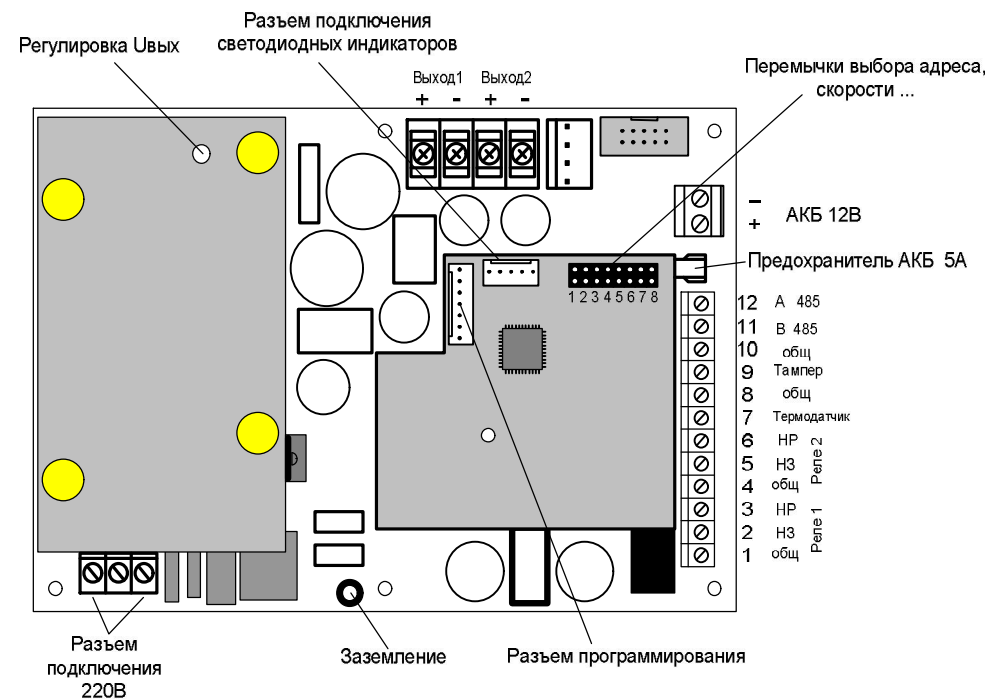 Разъем подключения
светодиодных индикаторов
Регулировка Uвых
Выход1 Выход2
+ - + -
Перемычки выбора адреса,
скорости ...
− АКБ 12В
+
Предохранитель АКБ 5А
1 2 3 4 5 6 7 8
12 А 485
11 В 485
10 общ
9 Тампер
8 общ
7 Термодатчик
6 НР
5 НЗ
4 общ
Реле 2
3 НР
2 НЗ
1 общ
Реле 1
Разъем
подключения
220В
Заземление
Разъем программирования